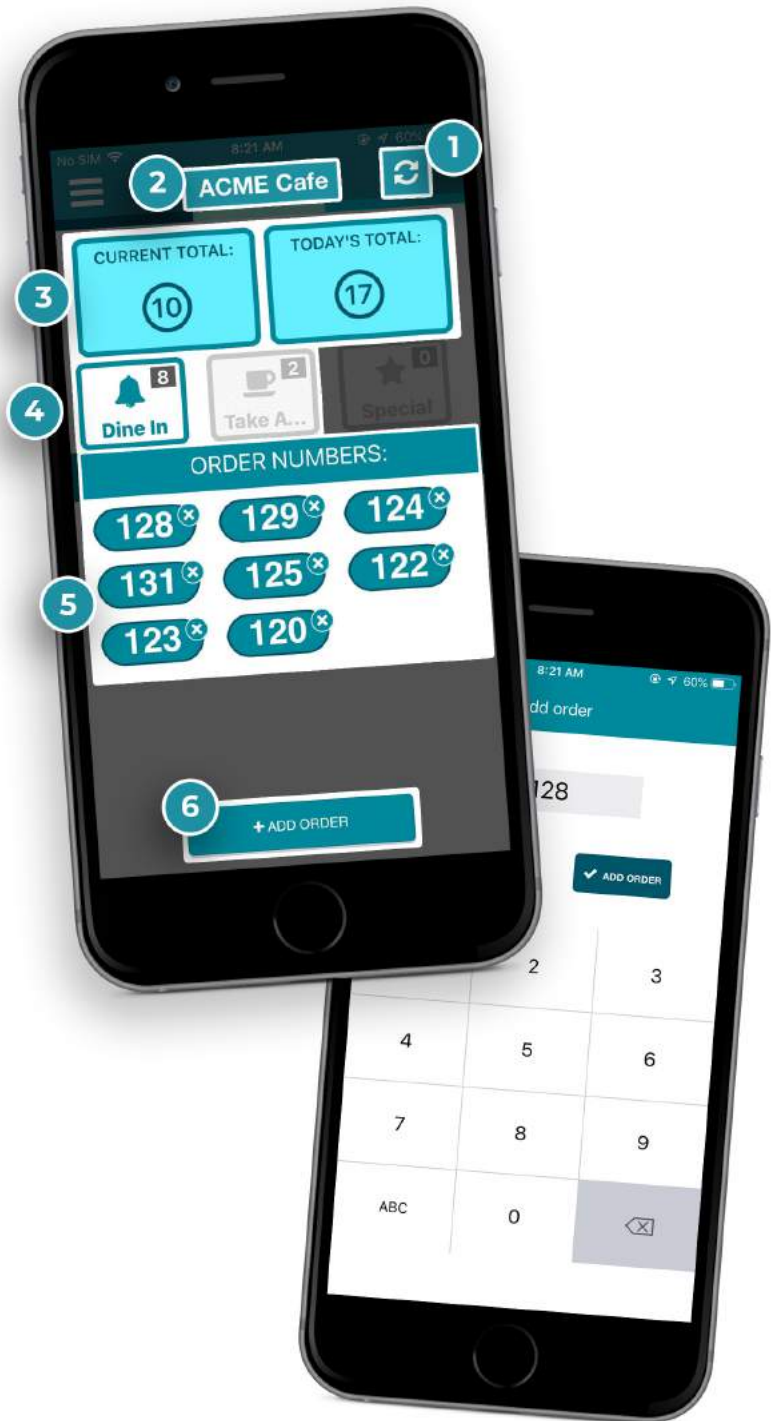 1
No SIM 8:21 AM 60%
2 ACME Cafe
3 CURRENT TOTAL: TODAY'S TOTAL:
10 17
4 8 2 0
Dine In Take A... Special
ORDER NUMBERS:
128 129 124
5 131 125 122
123 120
6 + ADD ORDER
8:21 AM 60%
dd order
128
ADD ORDER
2 3
4 5 6
7 8 9
ABC 0